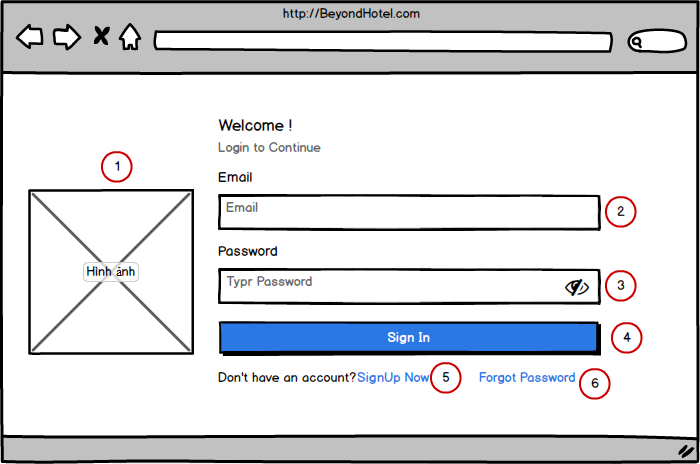 http://BeyondHotel.com
Welcome !
Login to Continue
1
Email
Email
2
Password
Hình ảnh
Typr Password
3
Sign In
4
Don't have an account?SignUp Now
5
Forgot Password
6